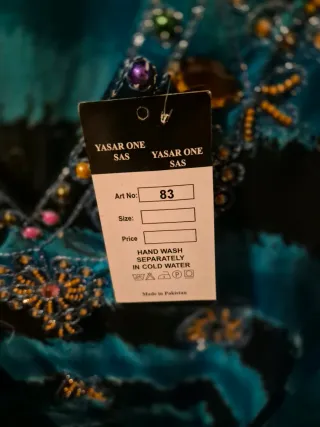 YASAR ONE
SAS
YASAR ONE
SAS
Art No: 83
Size:
Price
HAND WASH
SEPARATELY
IN COLD WATER
Made in Pakistan